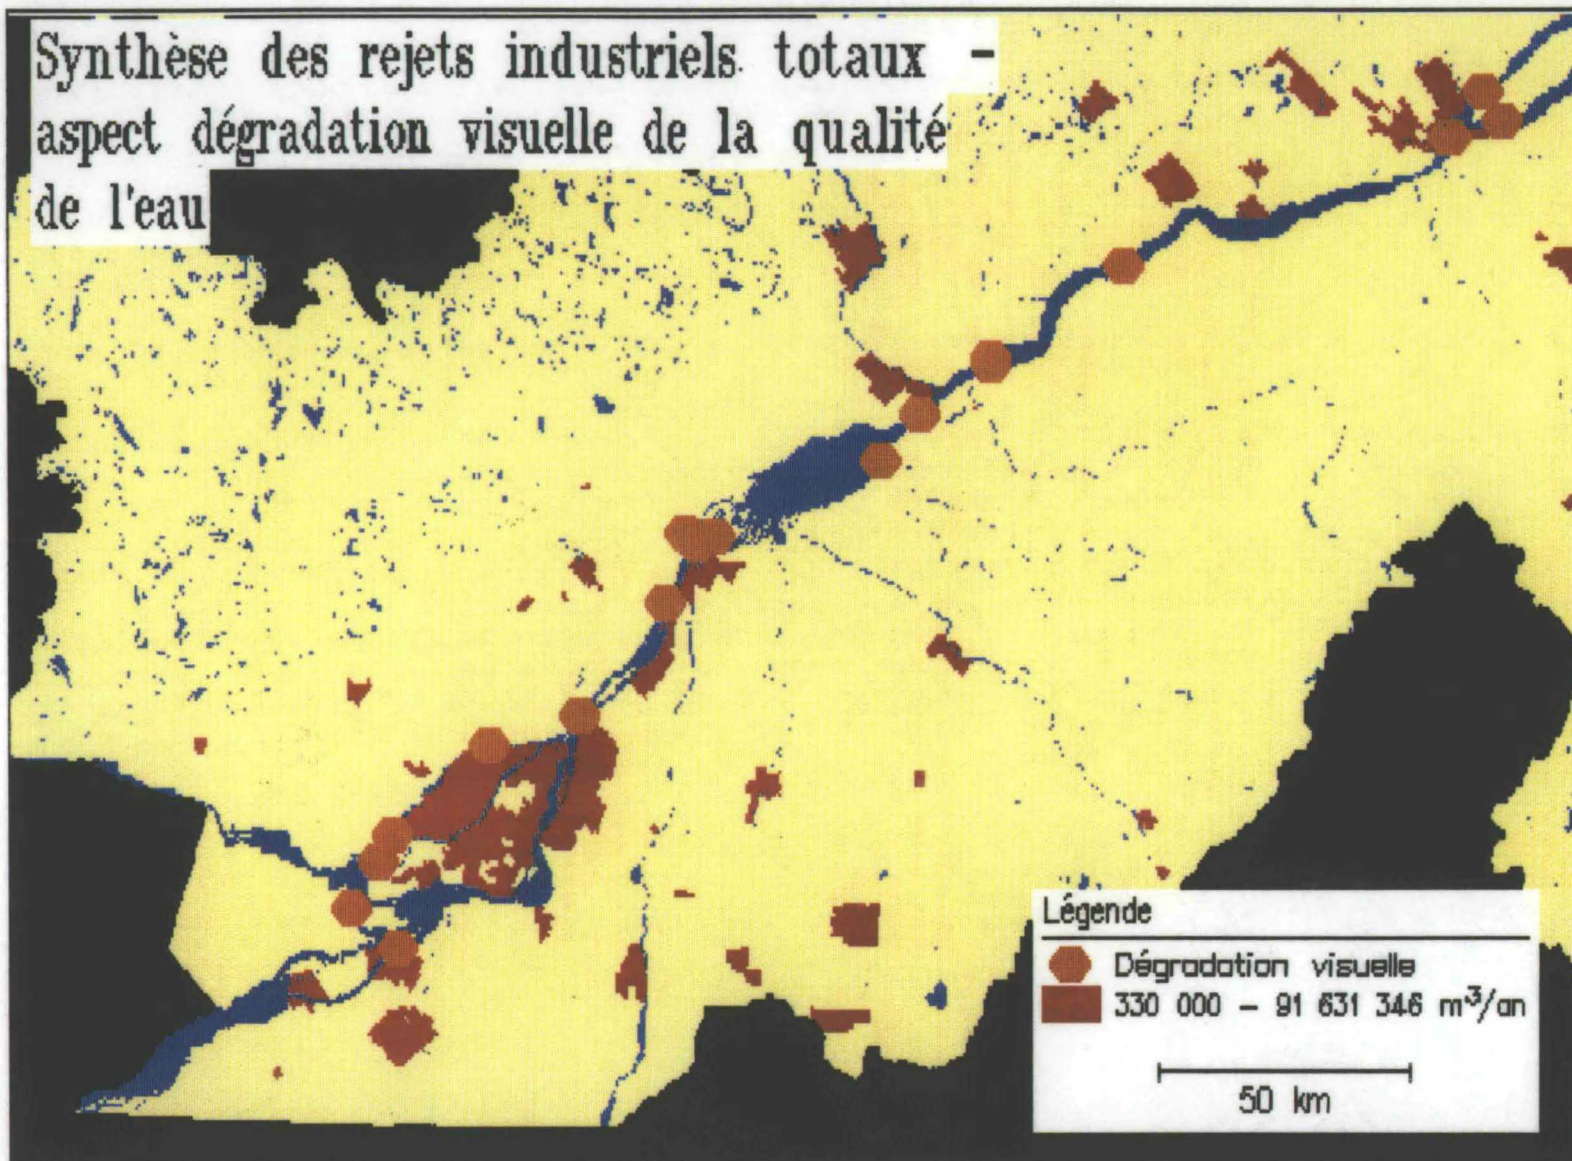 Synthèse des rejets industriels totaux -
aspect dégradation visuelle de la qualité
de l'eau
Légende
Dégradation visuelle
330 000 - 91 631 346 m³/an
50 km